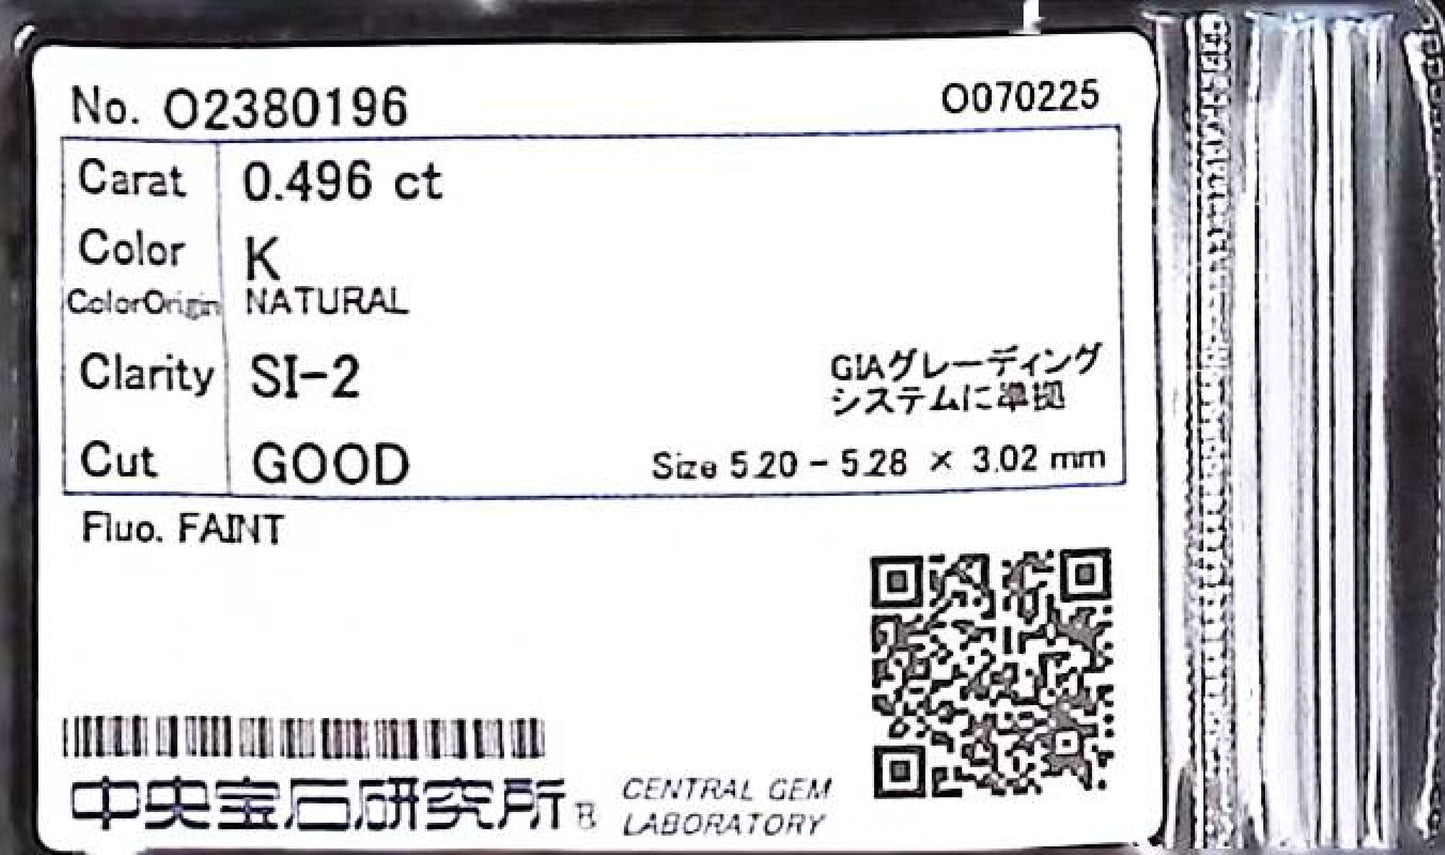 No. O2380196
O070225
Carat 0.496 ct
Color K
ColorOrigin NATURAL
Clarity SI-2
GIAグレーディング
システムに準拠
Cut GOOD
Size 5.20 - 5.28 × 3.02 mm
Fluo. FAINT
中央宝石研究所
CENTRAL GEM
LABORATORY